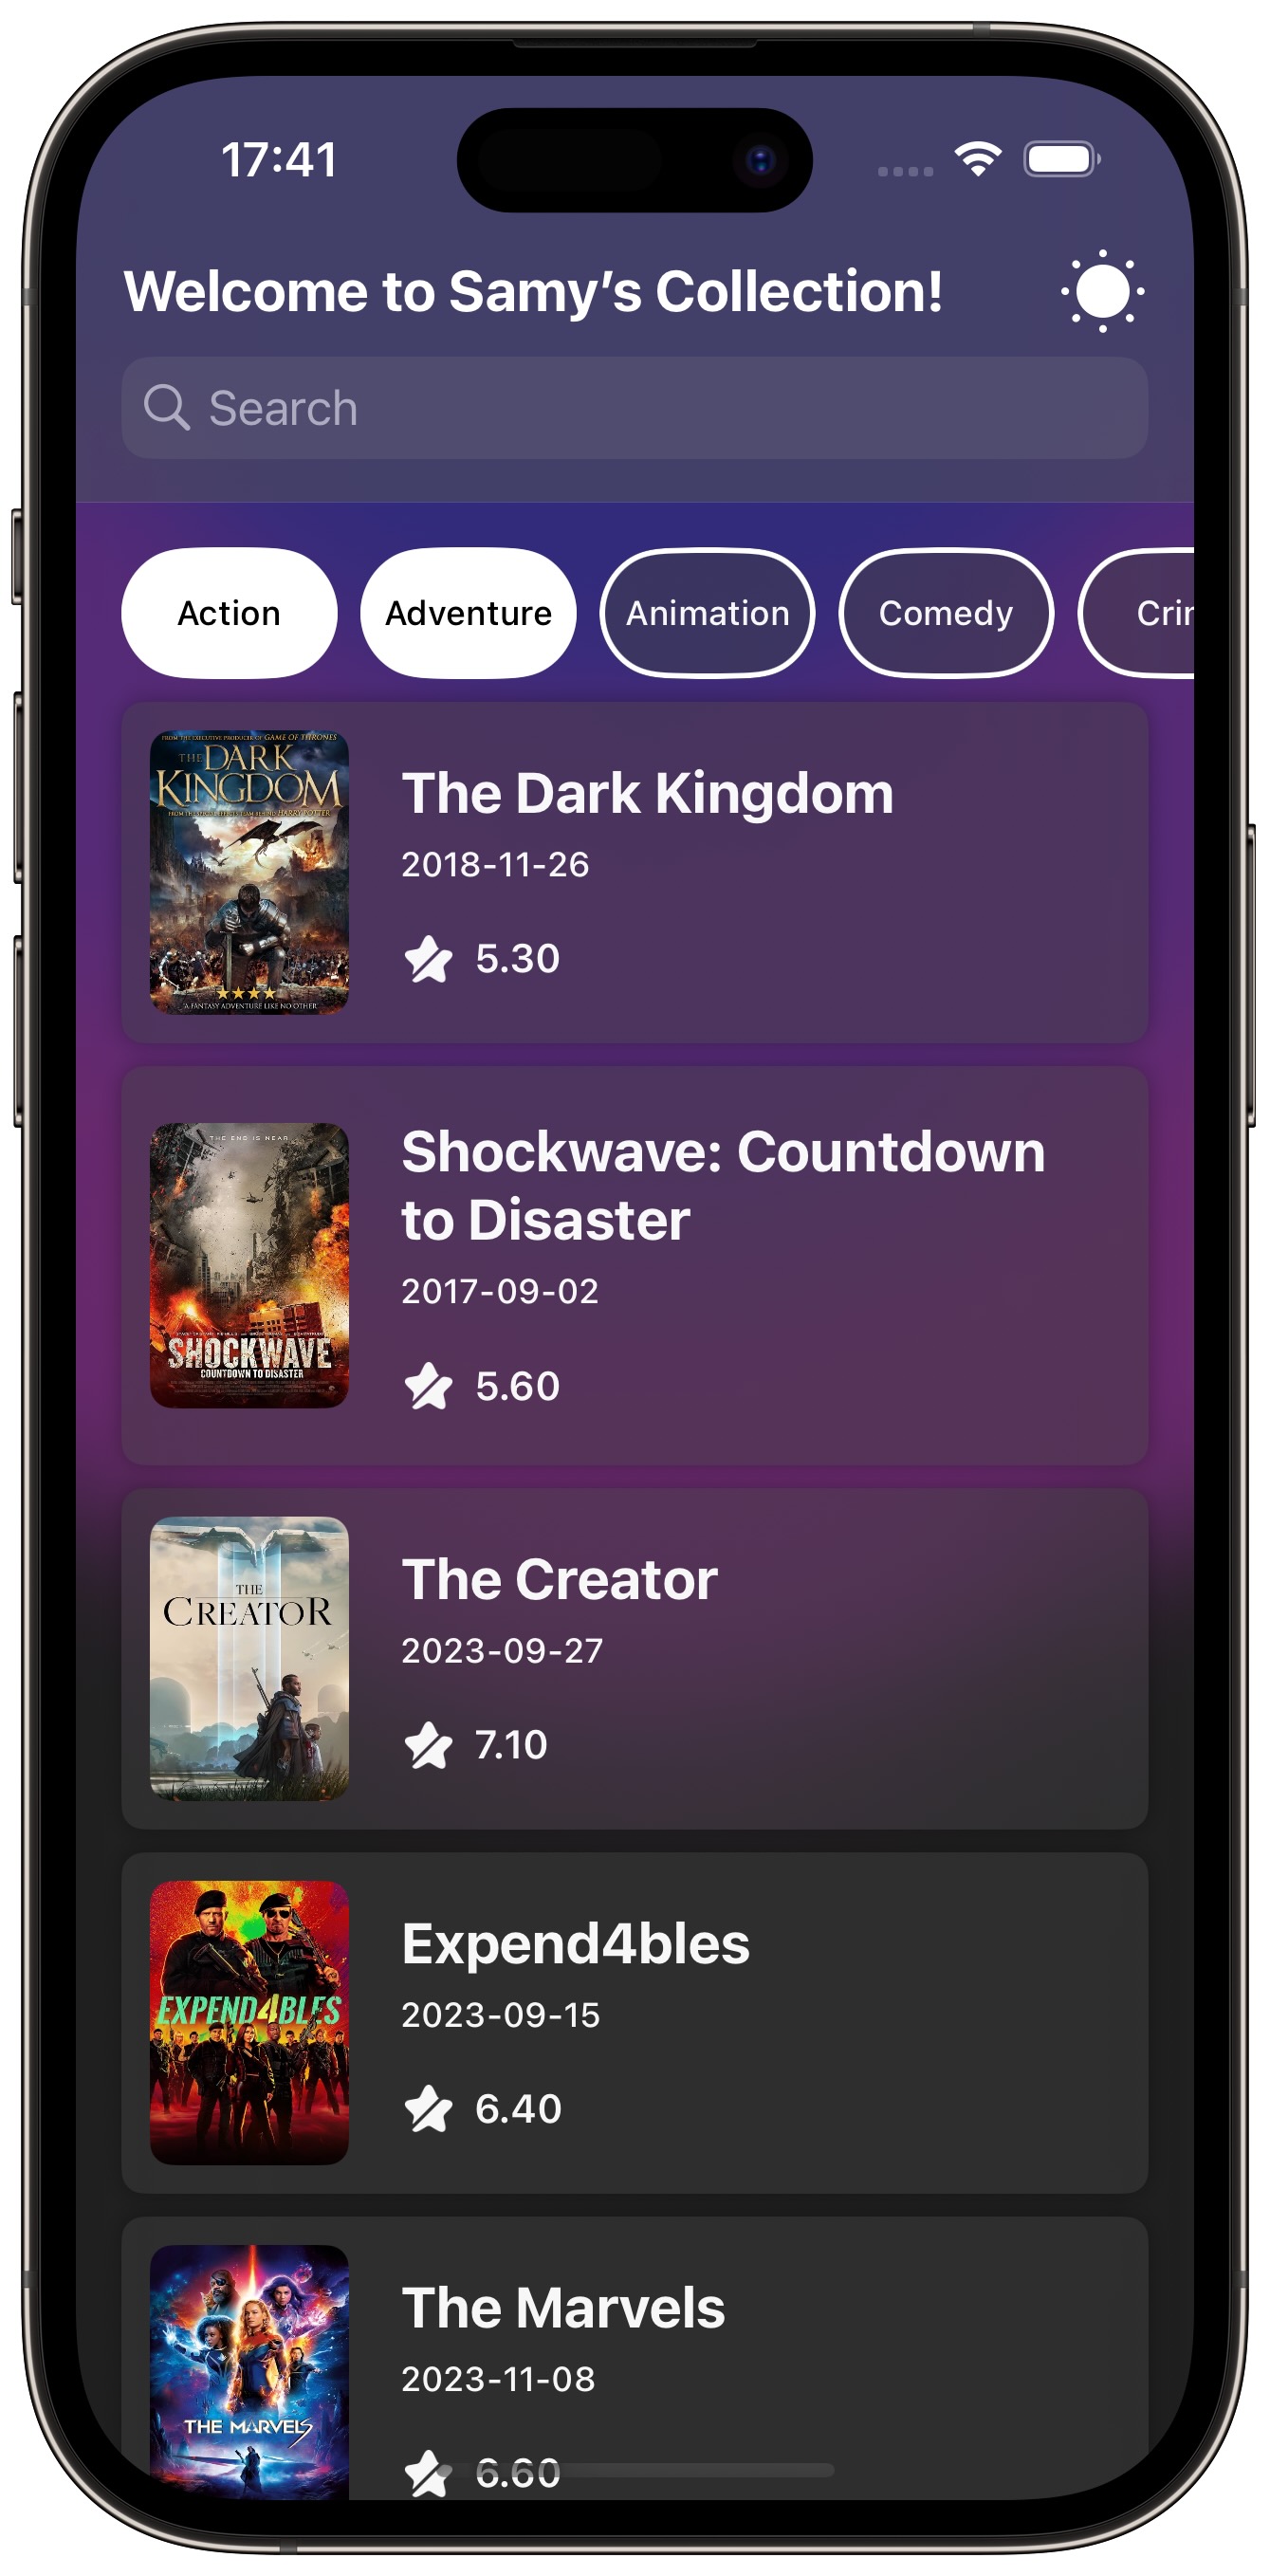 17:41
Welcome to Samy’s Collection!
Search
Action
Adventure
Animation
Comedy
Crir
FROM THE EXECUTIVE PRODUCER OF GAME OF THRONES
THE DARK
KINGDOM
HARRY POTTER
A FANTASY ADVENTURE LIKE NO OTHER
The Dark Kingdom
2018-11-26
5.30
THE END IS NEAR
SHOCKWAVE
COUNTDOWN TO DISASTER
Shockwave: Countdown
to Disaster
2017-09-02
5.60
THE
CREATOR
The Creator
2023-09-27
7.10
EXPEND4BLES
Expend4bles
2023-09-15
6.40
THE MARVELS
The Marvels
2023-11-08
6.60